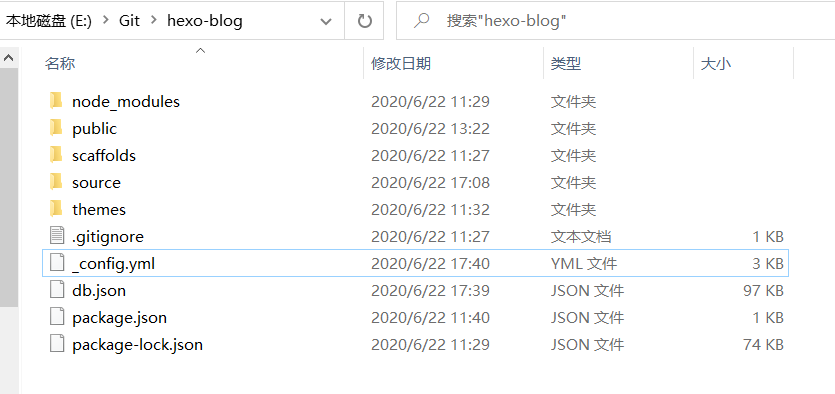 本地磁盘 (E:) Git hexo-blog 搜索"hexo-blog"
名称 修改日期 类型 大小
node_modules 2020/6/22 11:29 文件夹
public 2020/6/22 13:22 文件夹
scaffolds 2020/6/22 11:27 文件夹
source 2020/6/22 17:08 文件夹
themes 2020/6/22 11:32 文件夹
.gitignore 2020/6/22 11:27 文本文档 1 KB
_config.yml 2020/6/22 17:40 YML 文件 3 KB
db.json 2020/6/22 17:39 JSON 文件 97 KB
package.json 2020/6/22 11:40 JSON 文件 1 KB
package-lock.json 2020/6/22 11:29 JSON 文件 74 KB